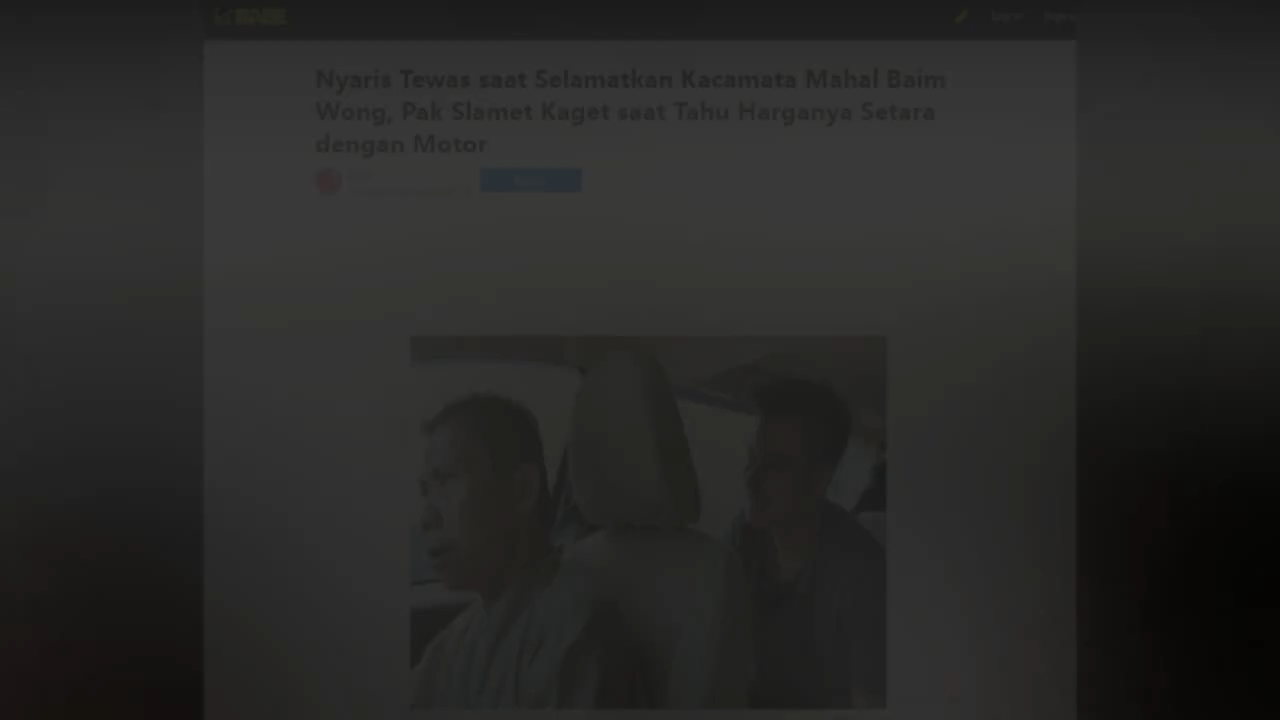 Nyaris Tewas saat Selamatkan Kacamata Mahal Baim
Wong, Pak Slamet Kaget saat Tahu Harganya Setara
dengan Motor